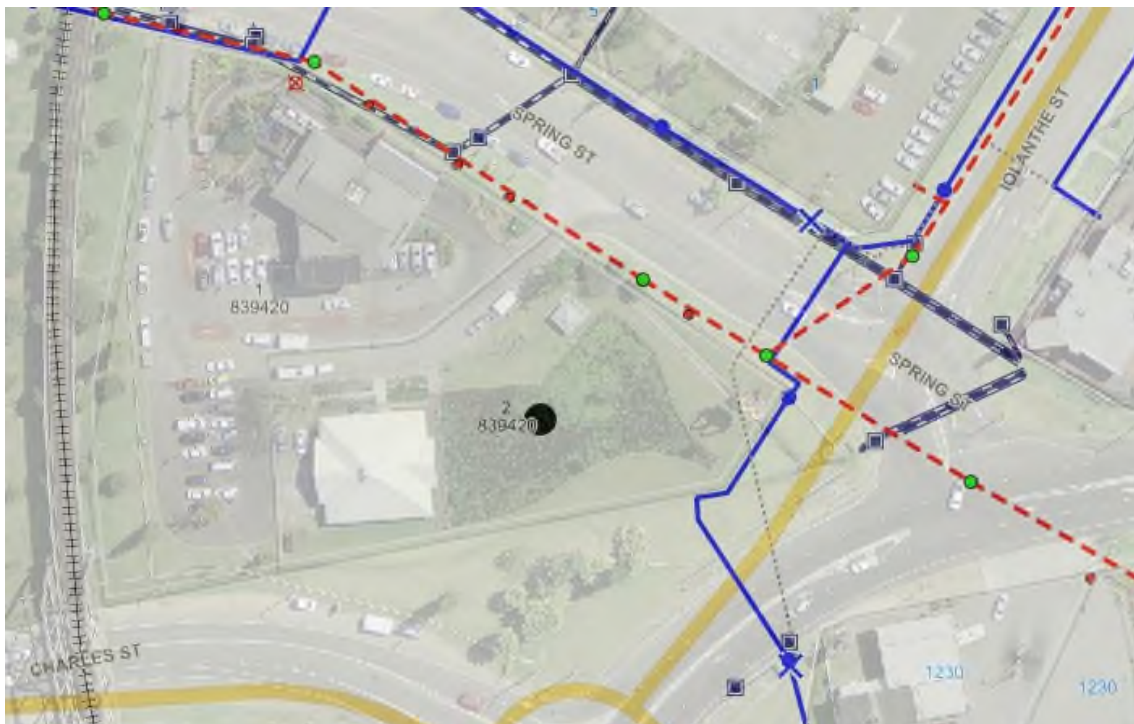 5
1
SPRING ST
IOLANTHE ST
1
839420
SPRING ST
2
839420
CHARLES ST
1230
1230